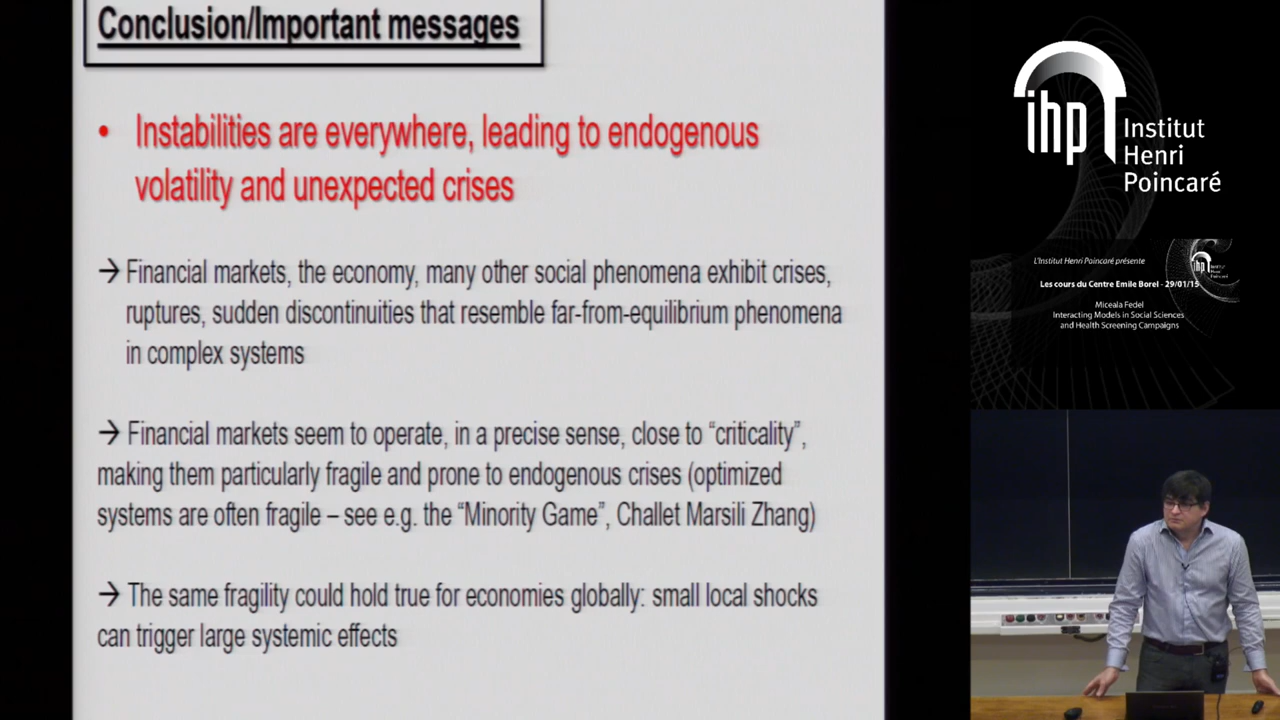 Conclusion/Important messages
• Instabilities are everywhere, leading to endogenous
volatility and unexpected crises
→ Financial markets, the economy, many other social phenomena exhibit crises,
ruptures, sudden discontinuities that resemble far-from-equilibrium phenomena
in complex systems
→ Financial markets seem to operate, in a precise sense, close to “criticality”,
making them particularly fragile and prone to endogenous crises (optimized
systems are often fragile – see e.g. the “Minority Game”, Challet Marsili Zhang)
→ The same fragility could hold true for economies globally: small local shocks
can trigger large systemic effects
ihp
Institut
Henri
Poincaré
L'Institut Henri Poincaré présente
ihp
Institut
Henri
Poincaré
Les cours du Centre Emile Borel - 29/01/15
Miceala Fedel
Interacting Models in Social Sciences
and Health Screening Campaigns